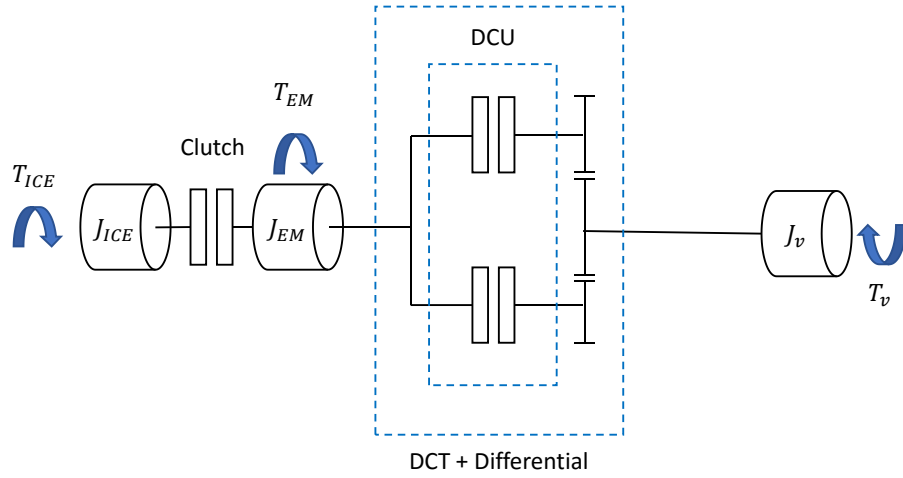 DCU
T_EM
Clutch
T_ICE
J_ICE
J_EM
J_v
T_v
DCT + Differential